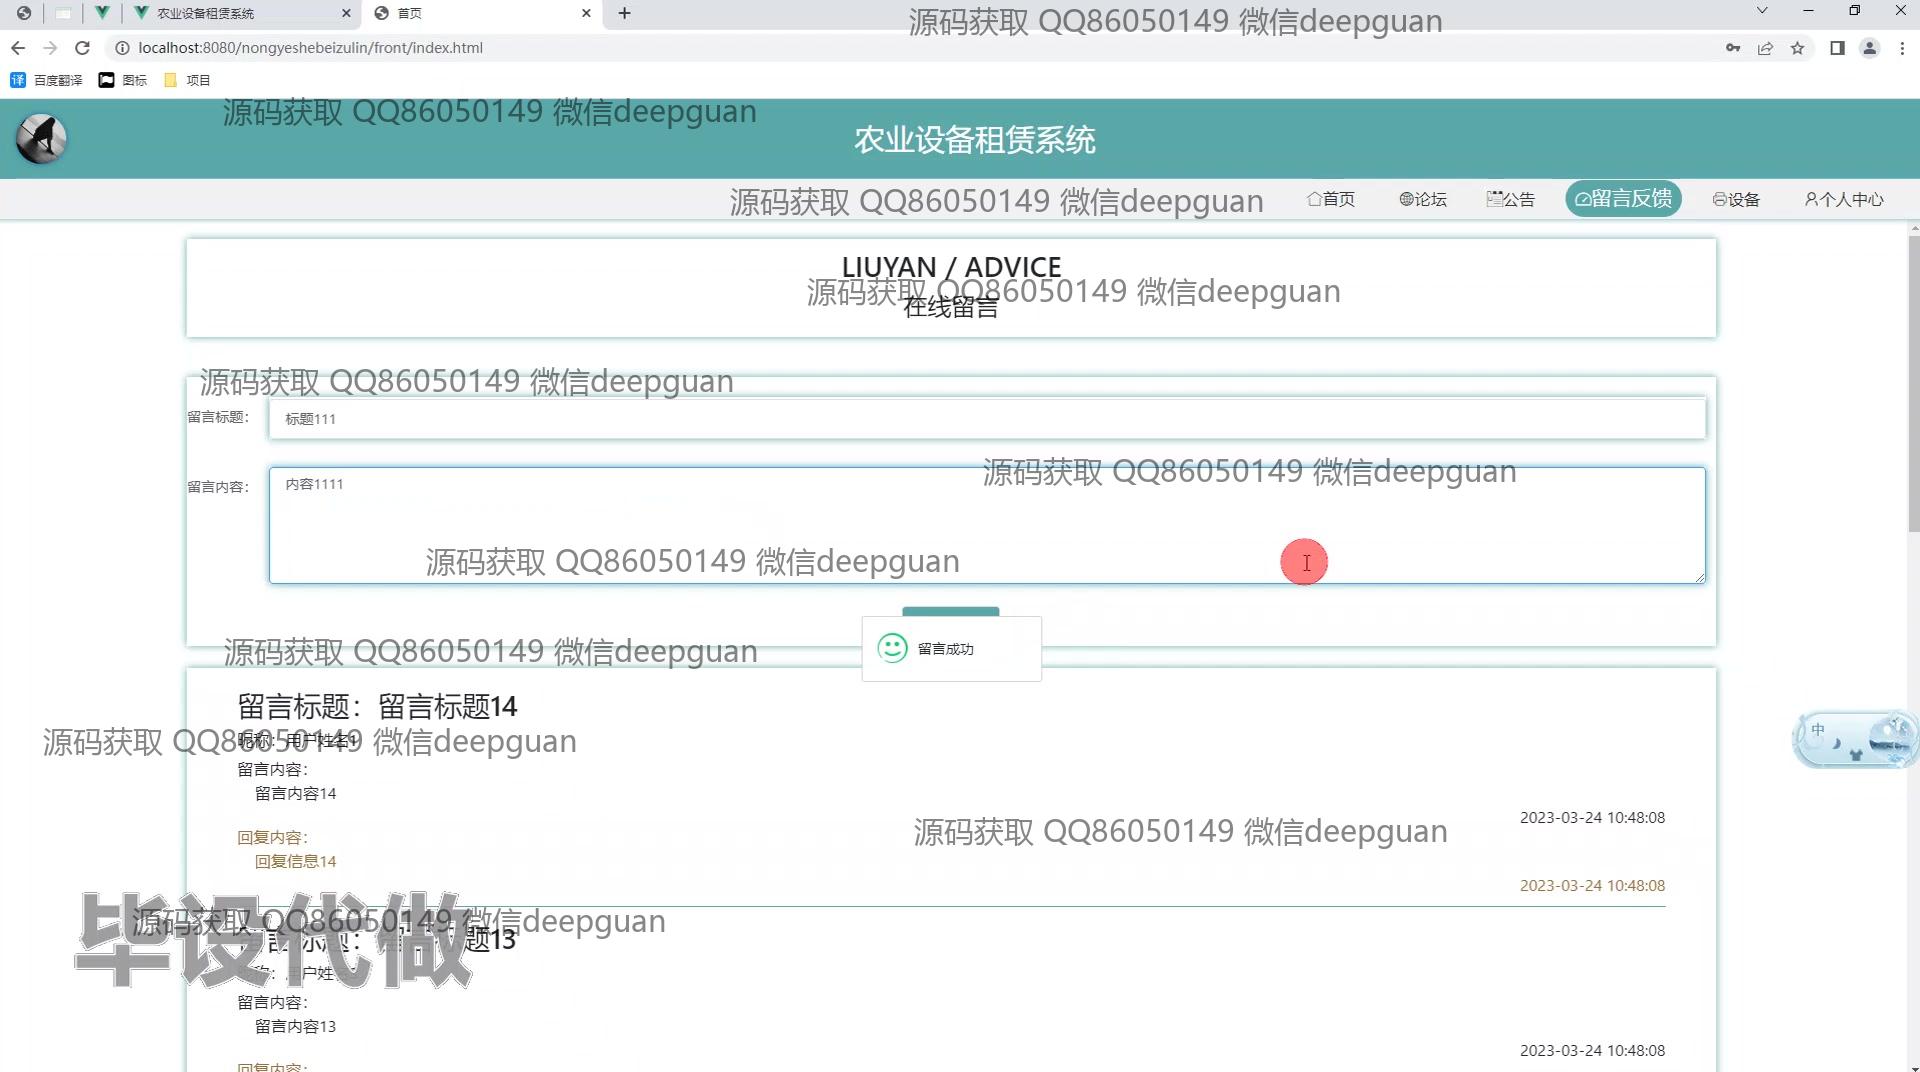 农业设备租赁系统
首页
源码获取 QQ86050149 微信deepguan
localhost:8080/nongyeshebeizulin/front/index.html
译 百度翻译 图标 项目
源码获取 QQ86050149 微信deepguan
农业设备租赁系统
源码获取 QQ86050149 微信deepguan
首页 论坛 公告 留言反馈 设备 个人中心
LIUYAN / ADVICE
源码获取 QQ86050149 微信deepguan
在线留言
源码获取 QQ86050149 微信deepguan
留言标题： 标题111
源码获取 QQ86050149 微信deepguan
留言内容： 内容1111
源码获取 QQ86050149 微信deepguan
留言成功
源码获取 QQ86050149 微信deepguan
留言标题：留言标题14
昵称：用户姓名1
源码获取 QQ86050149 微信deepguan
留言内容：
留言内容14
2023-03-24 10:48:08
源码获取 QQ86050149 微信deepguan
回复内容：
回复信息14
2023-03-24 10:48:08
毕设代做
源码获取 QQ86050149 微信deepguan
留言标题：留言标题13
昵称：用户姓名
留言内容：
留言内容13
2023-03-24 10:48:08
回复内容：
中